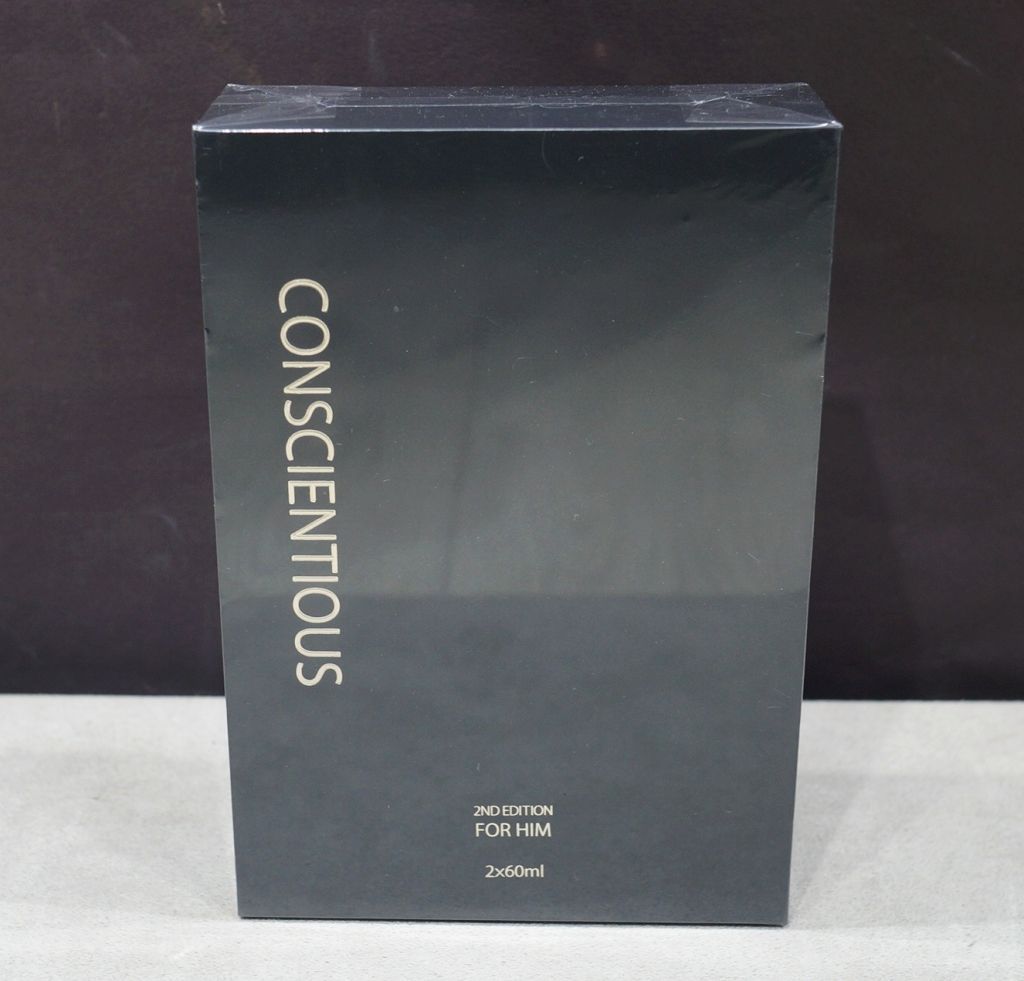 CONSCIENTIOUS
2ND EDITION
FOR HIM
2x60ml